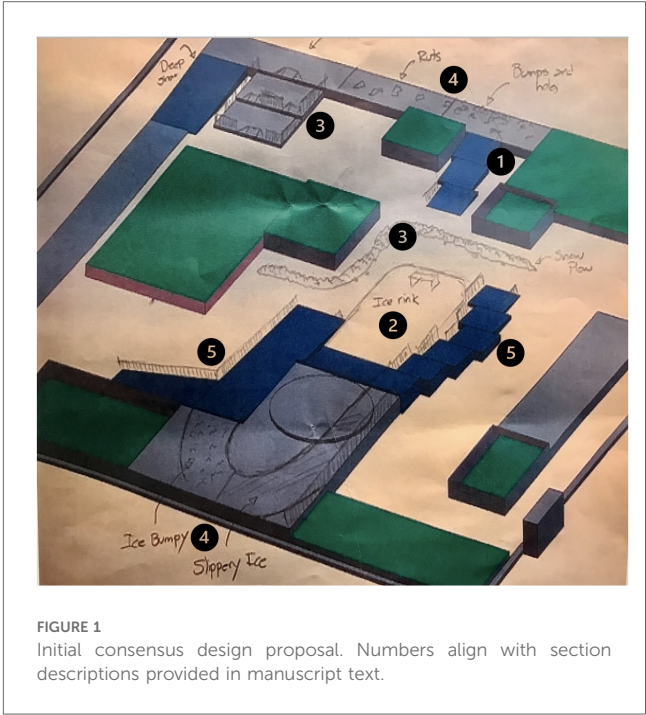 Deep
snow
Ruts
4
Bumps and
holes
3
1
3
Snow
Plow
Ice rink
2
5
5
Ice Bumpy
4
Slippery Ice
FIGURE 1
Initial consensus design proposal. Numbers align with section
descriptions provided in manuscript text.